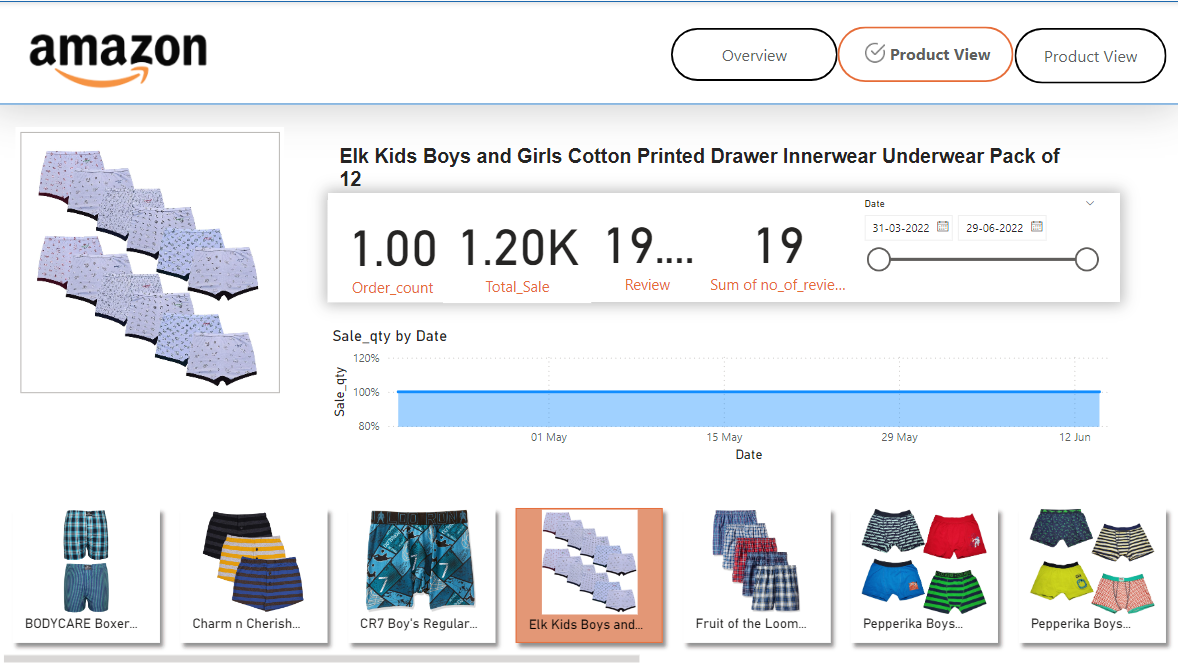 amazon
Overview
Product View
Product View
Elk Kids Boys and Girls Cotton Printed Drawer Innerwear Underwear Pack of
12
1.00
Order_count
1.20K
Total_Sale
19....
Review
19
Sum of no_of_revie...
Date
31-03-2022
29-06-2022
Sale_qty by Date
120%
100%
80%
Sale_qty
01 May
15 May
29 May
12 Jun
Date
BODYCARE Boxer...
Charm n Cherish...
CR7 Boy's Regular...
Elk Kids Boys and...
Fruit of the Loom...
Pepperika Boys...
Pepperika Boys...